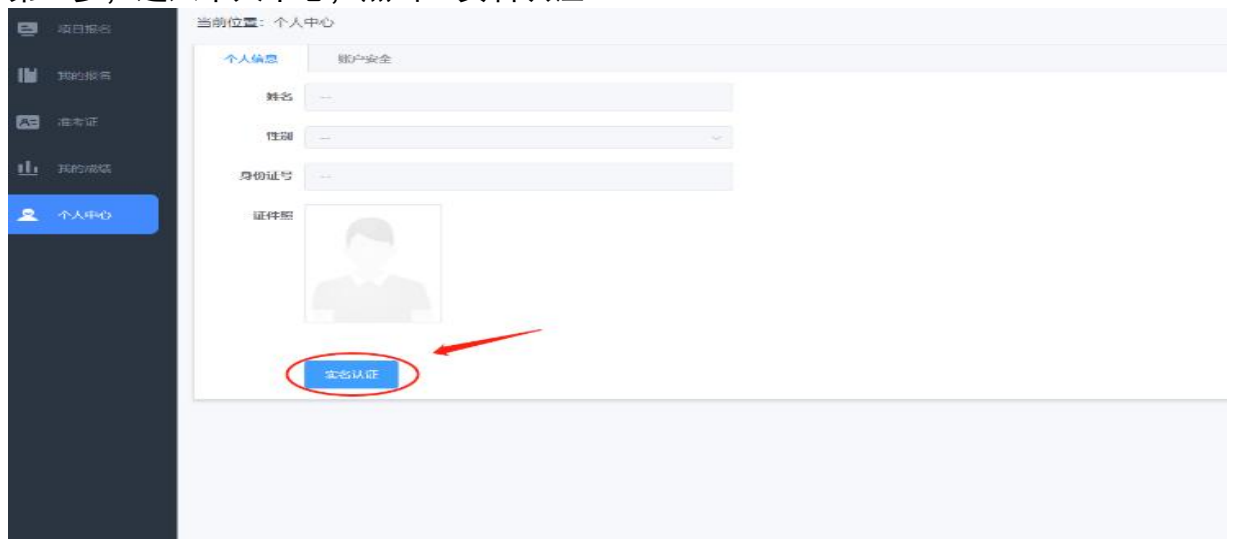 当前位置：个人中心
项目报名
我的报名
准考证
我的成绩
个人中心
个人信息
账户安全
姓名 --
性别 --
身份证号 --
证件照
实名认证